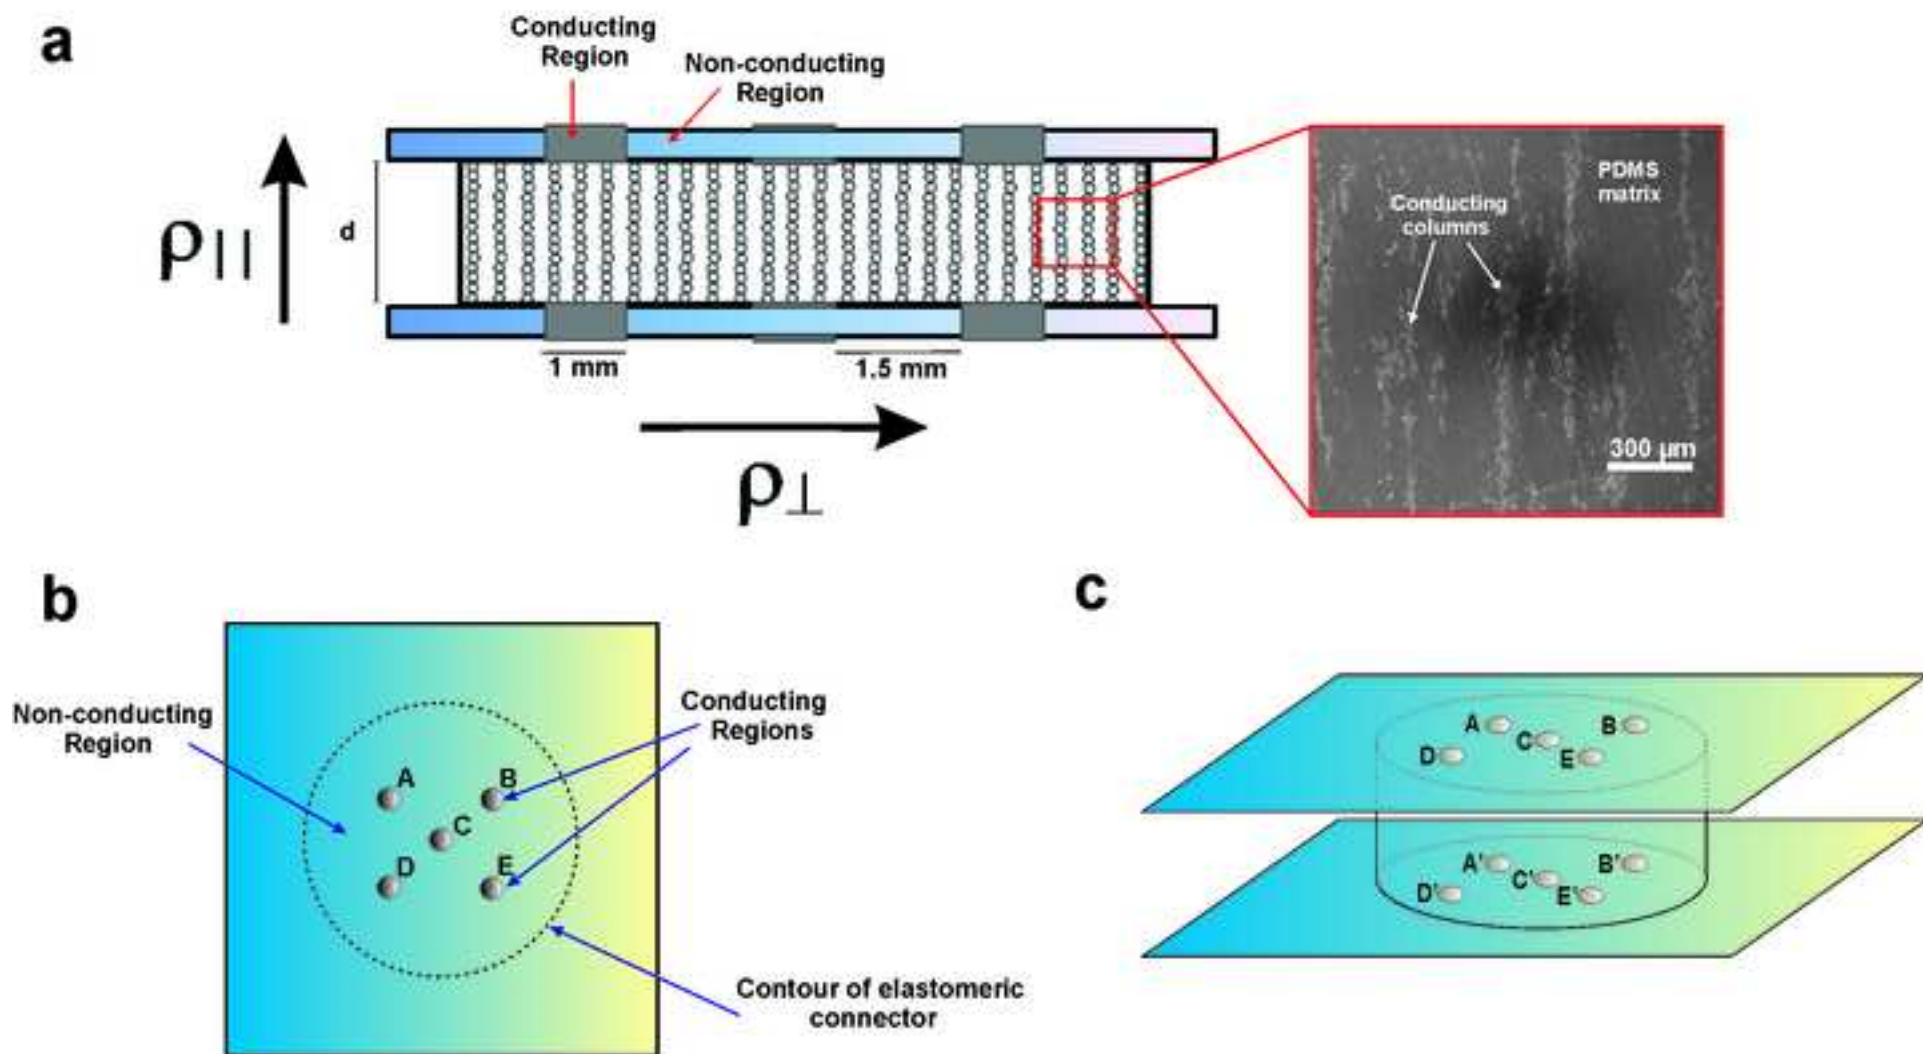 a
Conducting
Region
Non-conducting
Region
ρ||
d
1 mm
1.5 mm
ρ⊥
PDMS
matrix
Conducting
columns
300 µm
b
Non-conducting
Region
Conducting
Regions
A
B
C
D
E
Contour of elastomeric
connector
c
A
B
C
D
E
A'
B'
C'
D'
E'